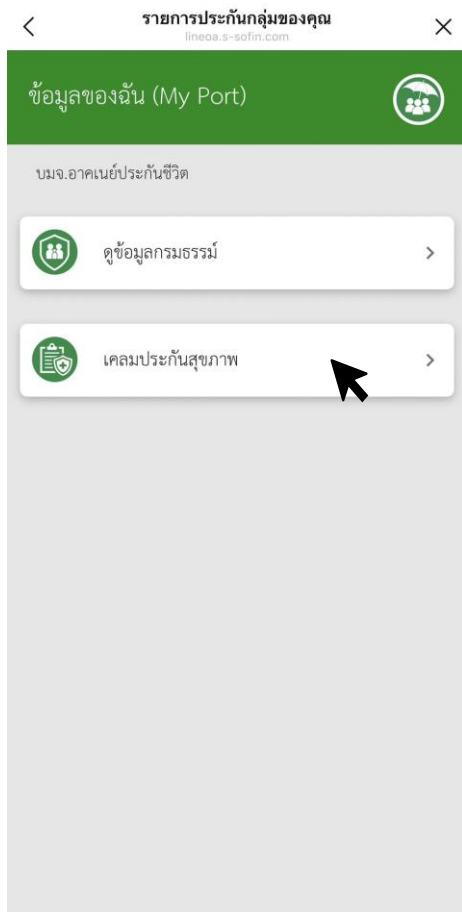 รายการประกันกลุ่มของคุณ
lineoa.s-sofin.com
ข้อมูลของฉัน (My Port)
บมจ.อาคเนย์ประกันชีวิต
ดูข้อมูลกรมธรรม์
เคลมประกันสุขภาพ